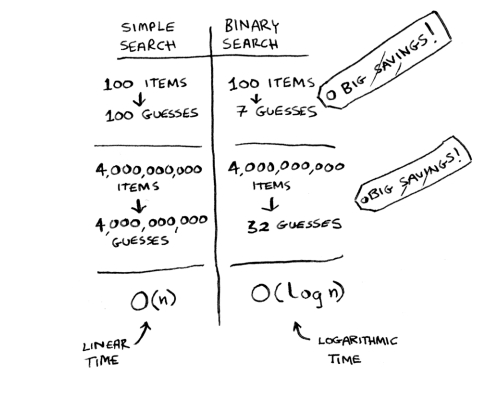 SIMPLE
SEARCH
BINARY
SEARCH
100 ITEMS
100 GUESSES
100 ITEMS
7 GUESSES
BIG SAVINGS!
4,000,000,000
ITEMS
4,000,000,000
GUESSES
4,000,000,000
ITEMS
32 GUESSES
BIG SAVINGS!
O(n)
O(log n)
LINEAR
TIME
LOGARITHMIC
TIME